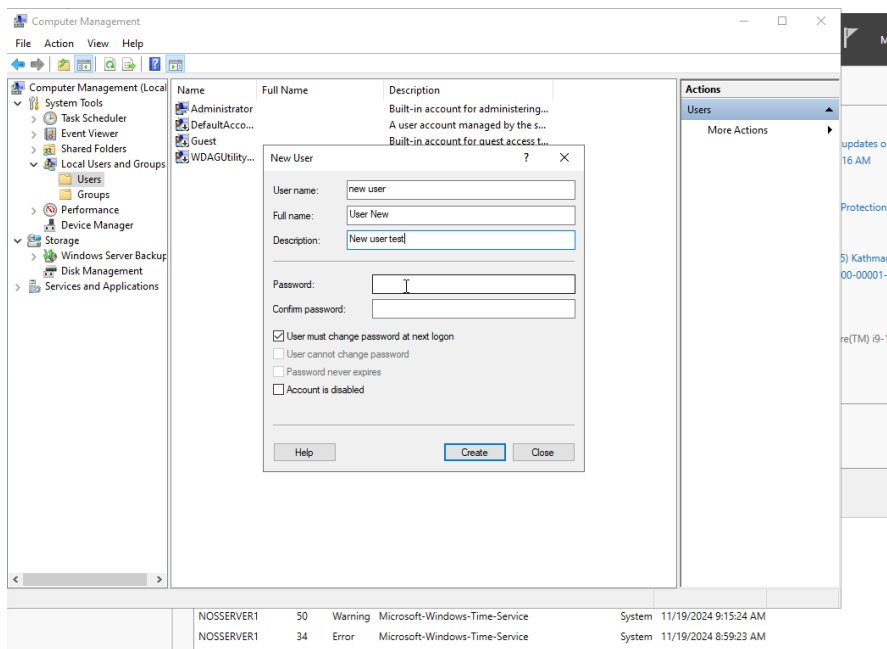 Computer Management
File Action View Help
M
Computer Management (Local
System Tools
Task Scheduler
Event Viewer
Shared Folders
Local Users and Groups
Users
Groups
Performance
Device Manager
Storage
Windows Server Backup
Disk Management
Services and Applications
Name Full Name Description
Administrator Built-in account for administering...
DefaultAcco... A user account managed by the s...
Guest Built-in account for guest access t...
WDAGUtility...
Actions
Users
More Actions
New User
User name: new user
Full name: User New
Description: New user test
Password:
Confirm password:
User must change password at next logon
User cannot change password
Password never expires
Account is disabled
Help Create Close
updates o
16 AM
Protection
5) Kathma
00-00001-
re(TM) i9-1
NOSSERVER1 50 Warning Microsoft-Windows-Time-Service System 11/19/2024 9:15:24 AM
NOSSERVER1 34 Error Microsoft-Windows-Time-Service System 11/19/2024 8:59:23 AM